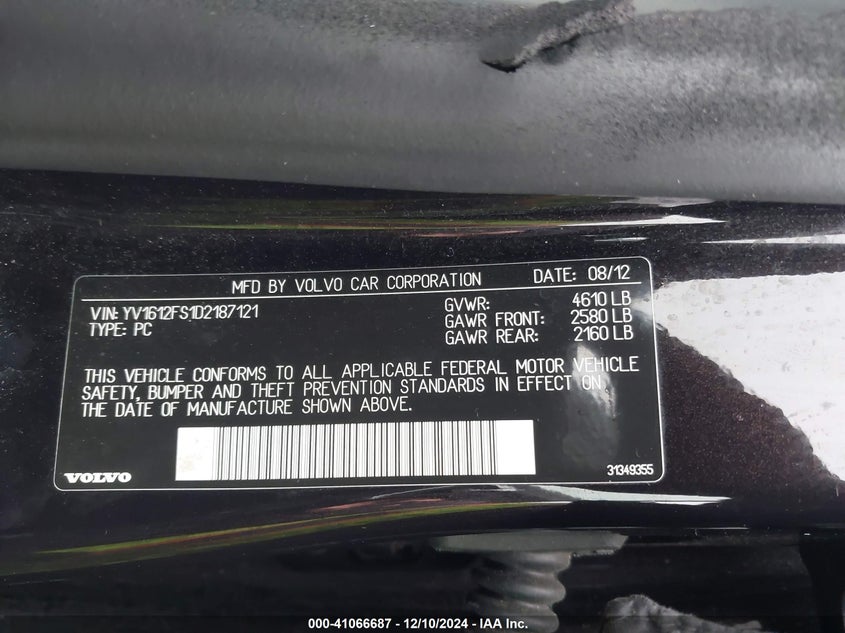 MFD BY VOLVO CAR CORPORATION DATE: 08/12
VIN: YV1612FS1D2187121 GVWR: 4610 LB
TYPE: PC GAWR FRONT: 2580 LB
GAWR REAR: 2160 LB
THIS VEHICLE CONFORMS TO ALL APPLICABLE FEDERAL MOTOR VEHICLE
SAFETY, BUMPER AND THEFT PREVENTION STANDARDS IN EFFECT ON
THE DATE OF MANUFACTURE SHOWN ABOVE.
VOLVO 31349355
000-41066687 - 12/10/2024 - IAA Inc.